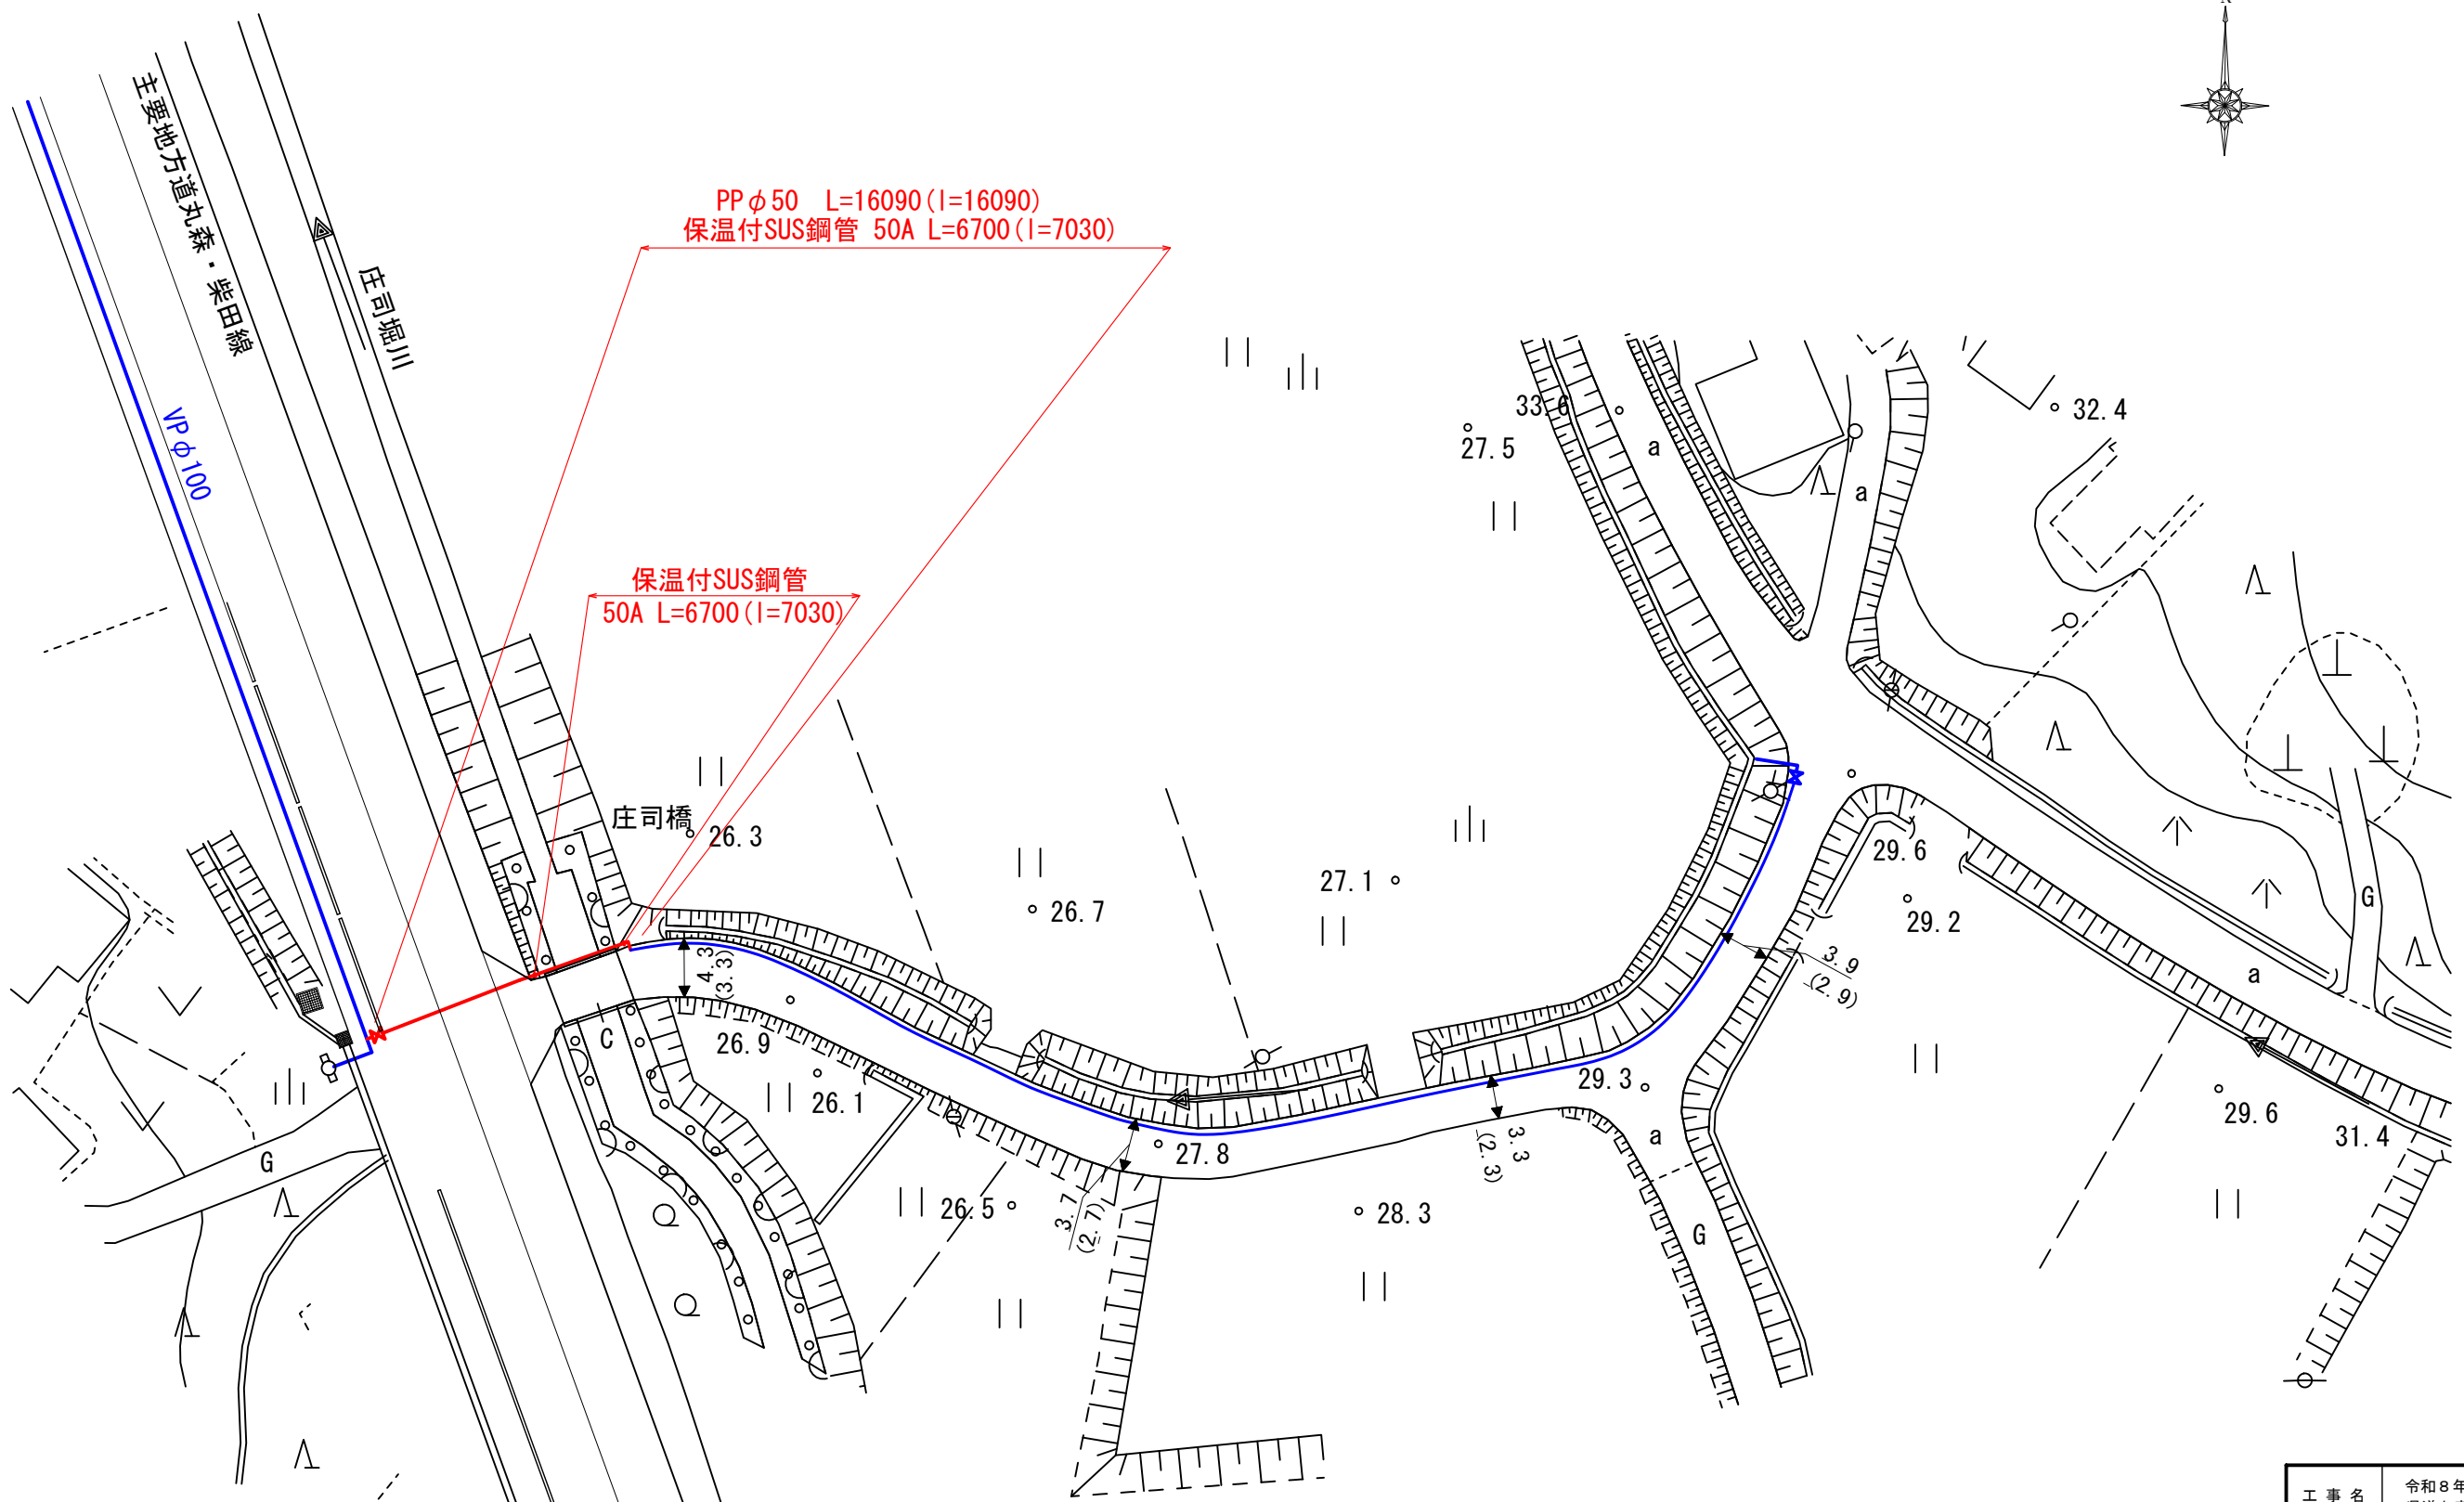 N
主要地方道丸森・柴田線
庄司堀川
VPφ100
PPφ50 L=16090(l=16090)
保温付SUS鋼管 50A L=6700(l=7030)
保温付SUS鋼管
50A L=6700(l=7030)
33.6
27.5
a
a
32.4
庄司橋
26.3
26.7
27.1
29.6
29.2
G
a
4.3
(3.3)
3.9
(2.9)
C
26.9
26.1
29.3
a
29.6
31.4
G
27.8
3.3
(2.3)
3.7
(2.7)
26.5
28.3
G
工事名
令和8年